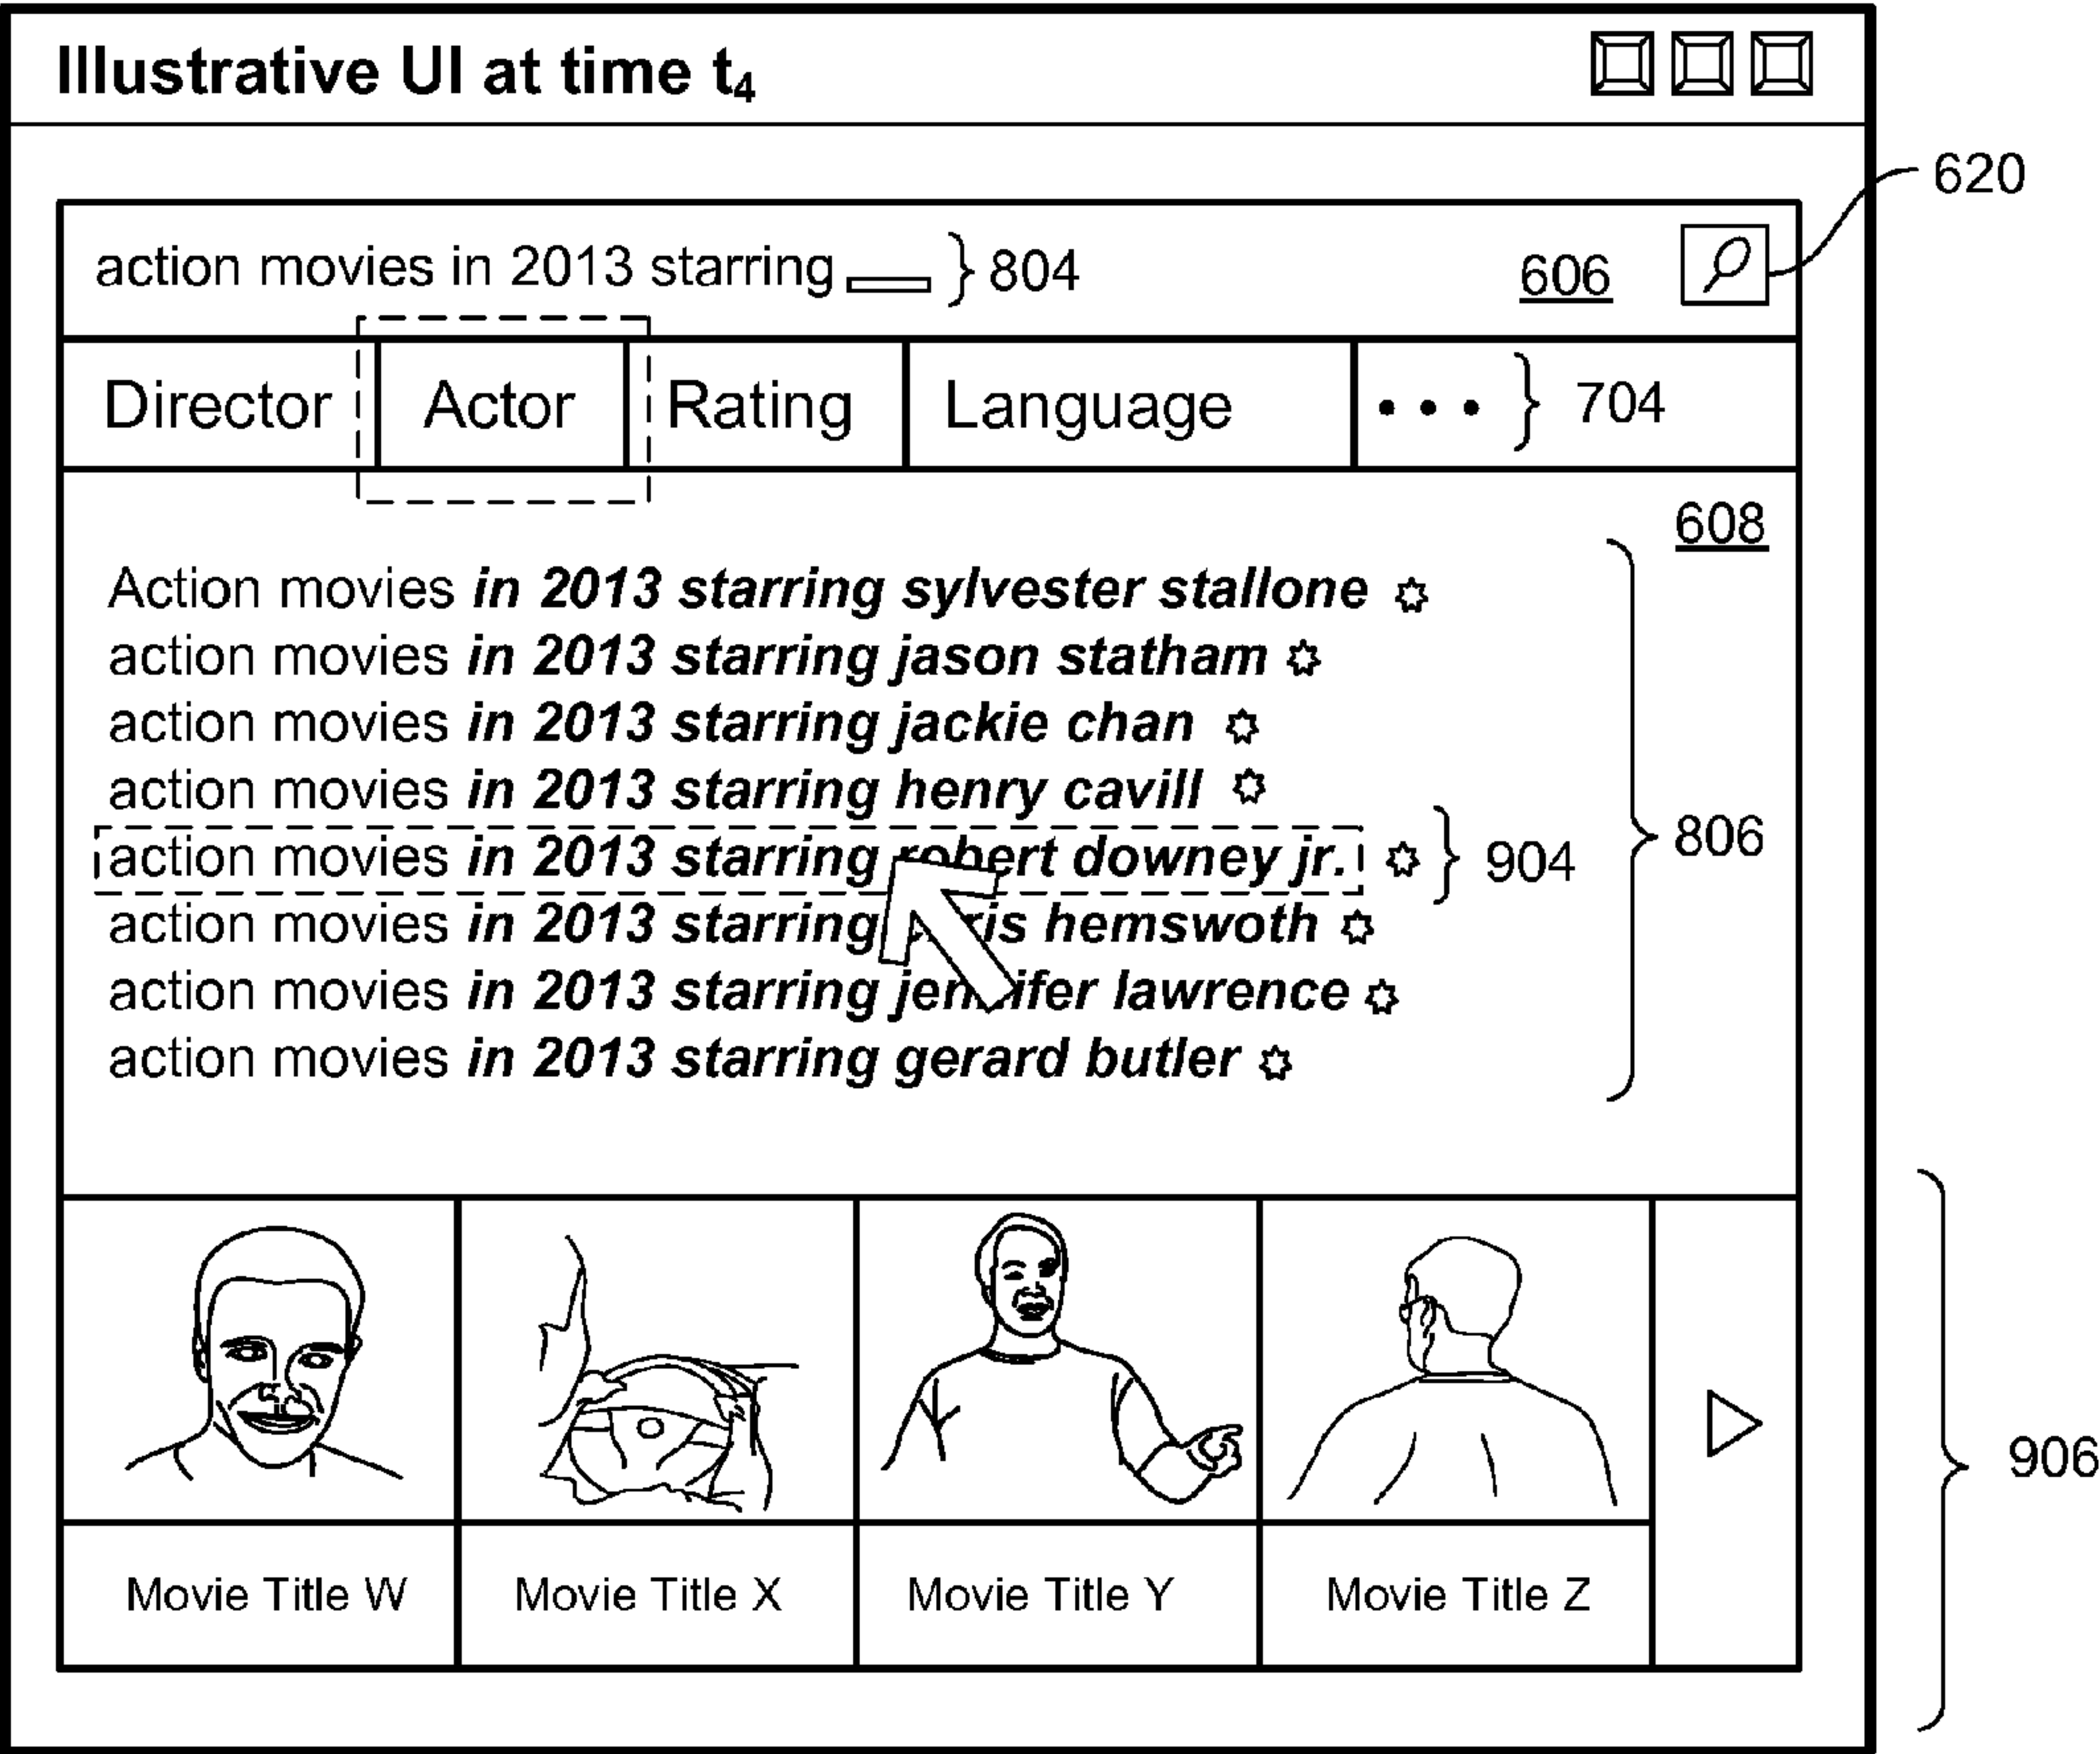 Illustrative UI at time t4
620
action movies in 2013 starring 804 606
Director Actor Rating Language ••• 704
608
Action movies in 2013 starring sylvester stallone
action movies in 2013 starring jason statham
action movies in 2013 starring jackie chan
action movies in 2013 starring henry cavill
action movies in 2013 starring robert downey jr. 904 806
action movies in 2013 starring hemswoth
action movies in 2013 starring jennifer lawrence
action movies in 2013 starring gerard butler
906
Movie Title W Movie Title X Movie Title Y Movie Title Z